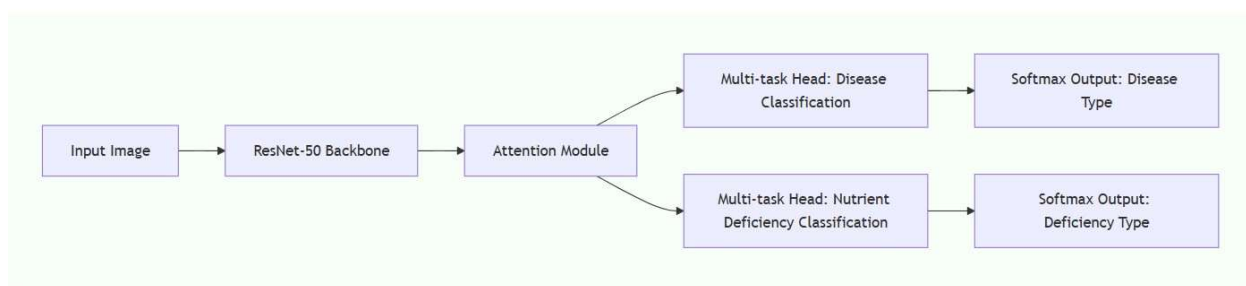 Input Image
ResNet-50 Backbone
Attention Module
Multi-task Head: Disease
Classification
Softmax Output: Disease
Type
Multi-task Head: Nutrient
Deficiency Classification
Softmax Output:
Deficiency Type